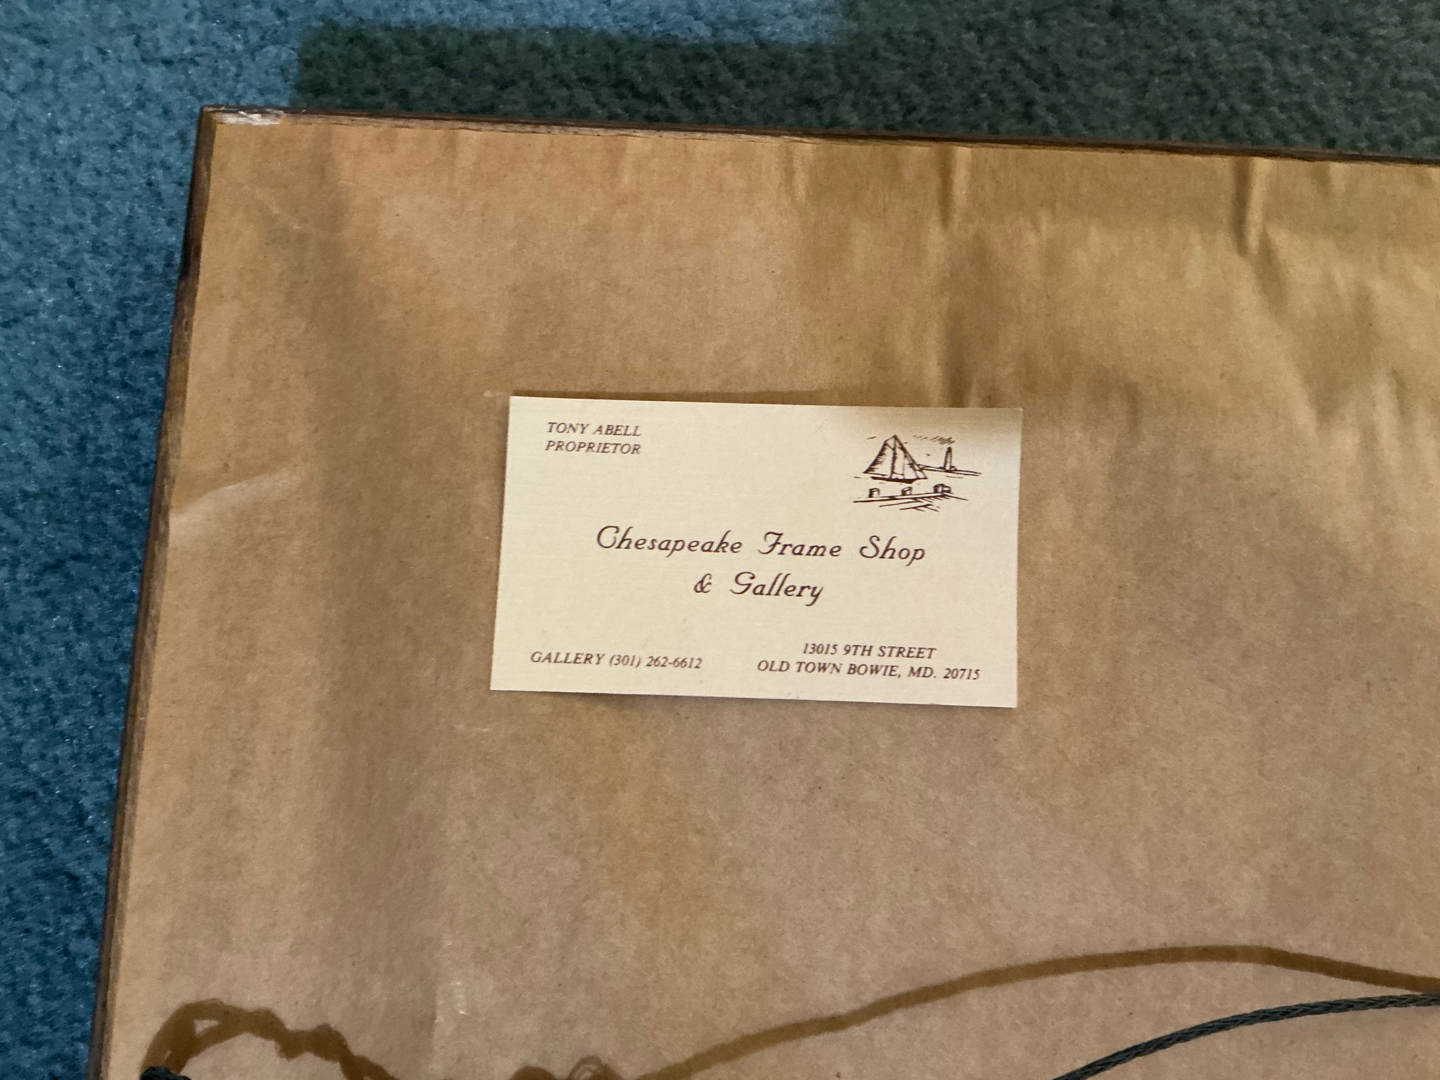 TONY ABELL
PROPRIETOR
Chesapeake Frame Shop
& Gallery
GALLERY (301) 262-6612
13015 9TH STREET
OLD TOWN BOWIE, MD. 20715